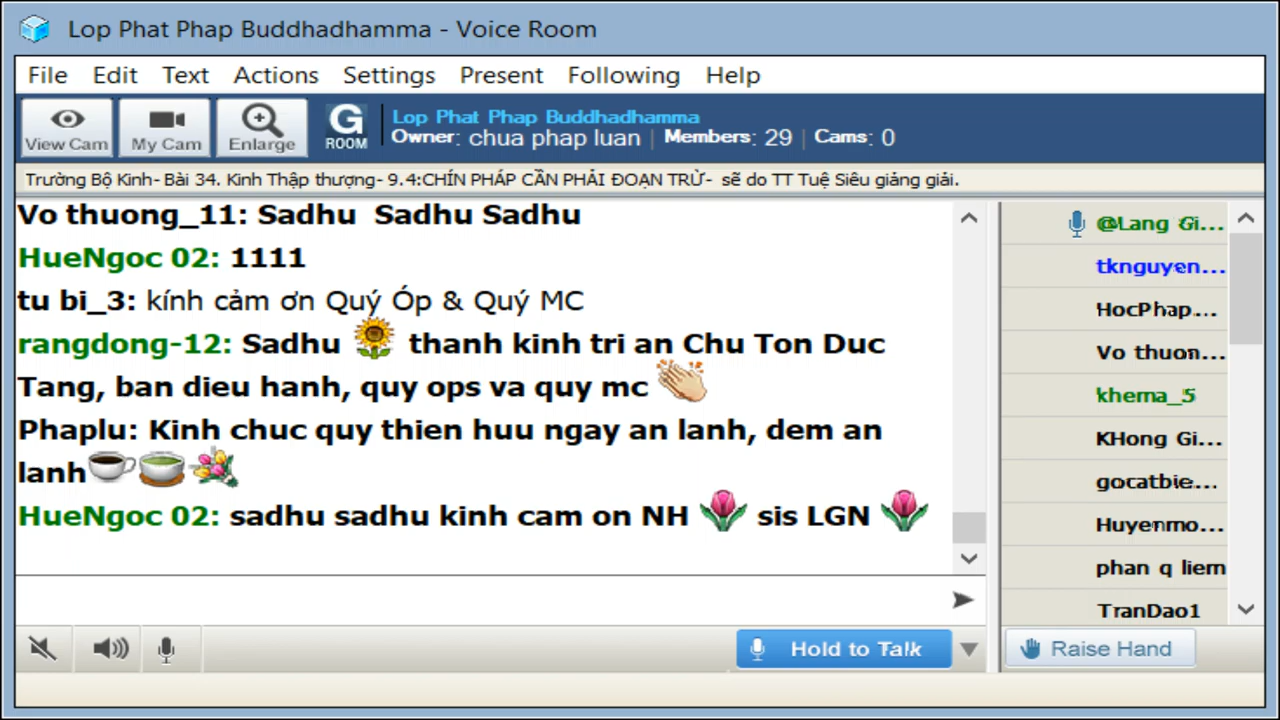 Lop Phat Phap Buddhadhamma - Voice Room
File Edit Text Actions Settings Present Following Help
View Cam My Cam Enlarge G ROOM
Lop Phat Phap Buddhadhamma
Owner: chua phap luan | Members: 29 | Cams: 0
Trường Bộ Kinh- Bài 34. Kinh Thập thượng- 9.4:CHÍN PHÁP CẦN PHẢI ĐOẠN TRỪ- sẽ do TT Tuệ Siêu giảng giải.
Vo thuong_11: Sadhu Sadhu Sadhu
HueNgoc 02: 1111
tu bi_3: kính cảm ơn Quý Óp & Quý MC
rangdong-12: Sadhu thanh kinh tri an Chu Ton Duc
Tang, ban dieu hanh, quy ops va quy mc
Phaplu: Kinh chuc quy thien huu ngay an lanh, dem an
lanh
HueNgoc 02: sadhu sadhu kinh cam on NH sis LGN
@Lang Gi...
tknguyen...
HocPhap...
Vo thuon...
khema_5
KHong Gi...
gocatbie...
Huyenmo...
phan q liem
TranDao1
Hold to Talk
Raise Hand